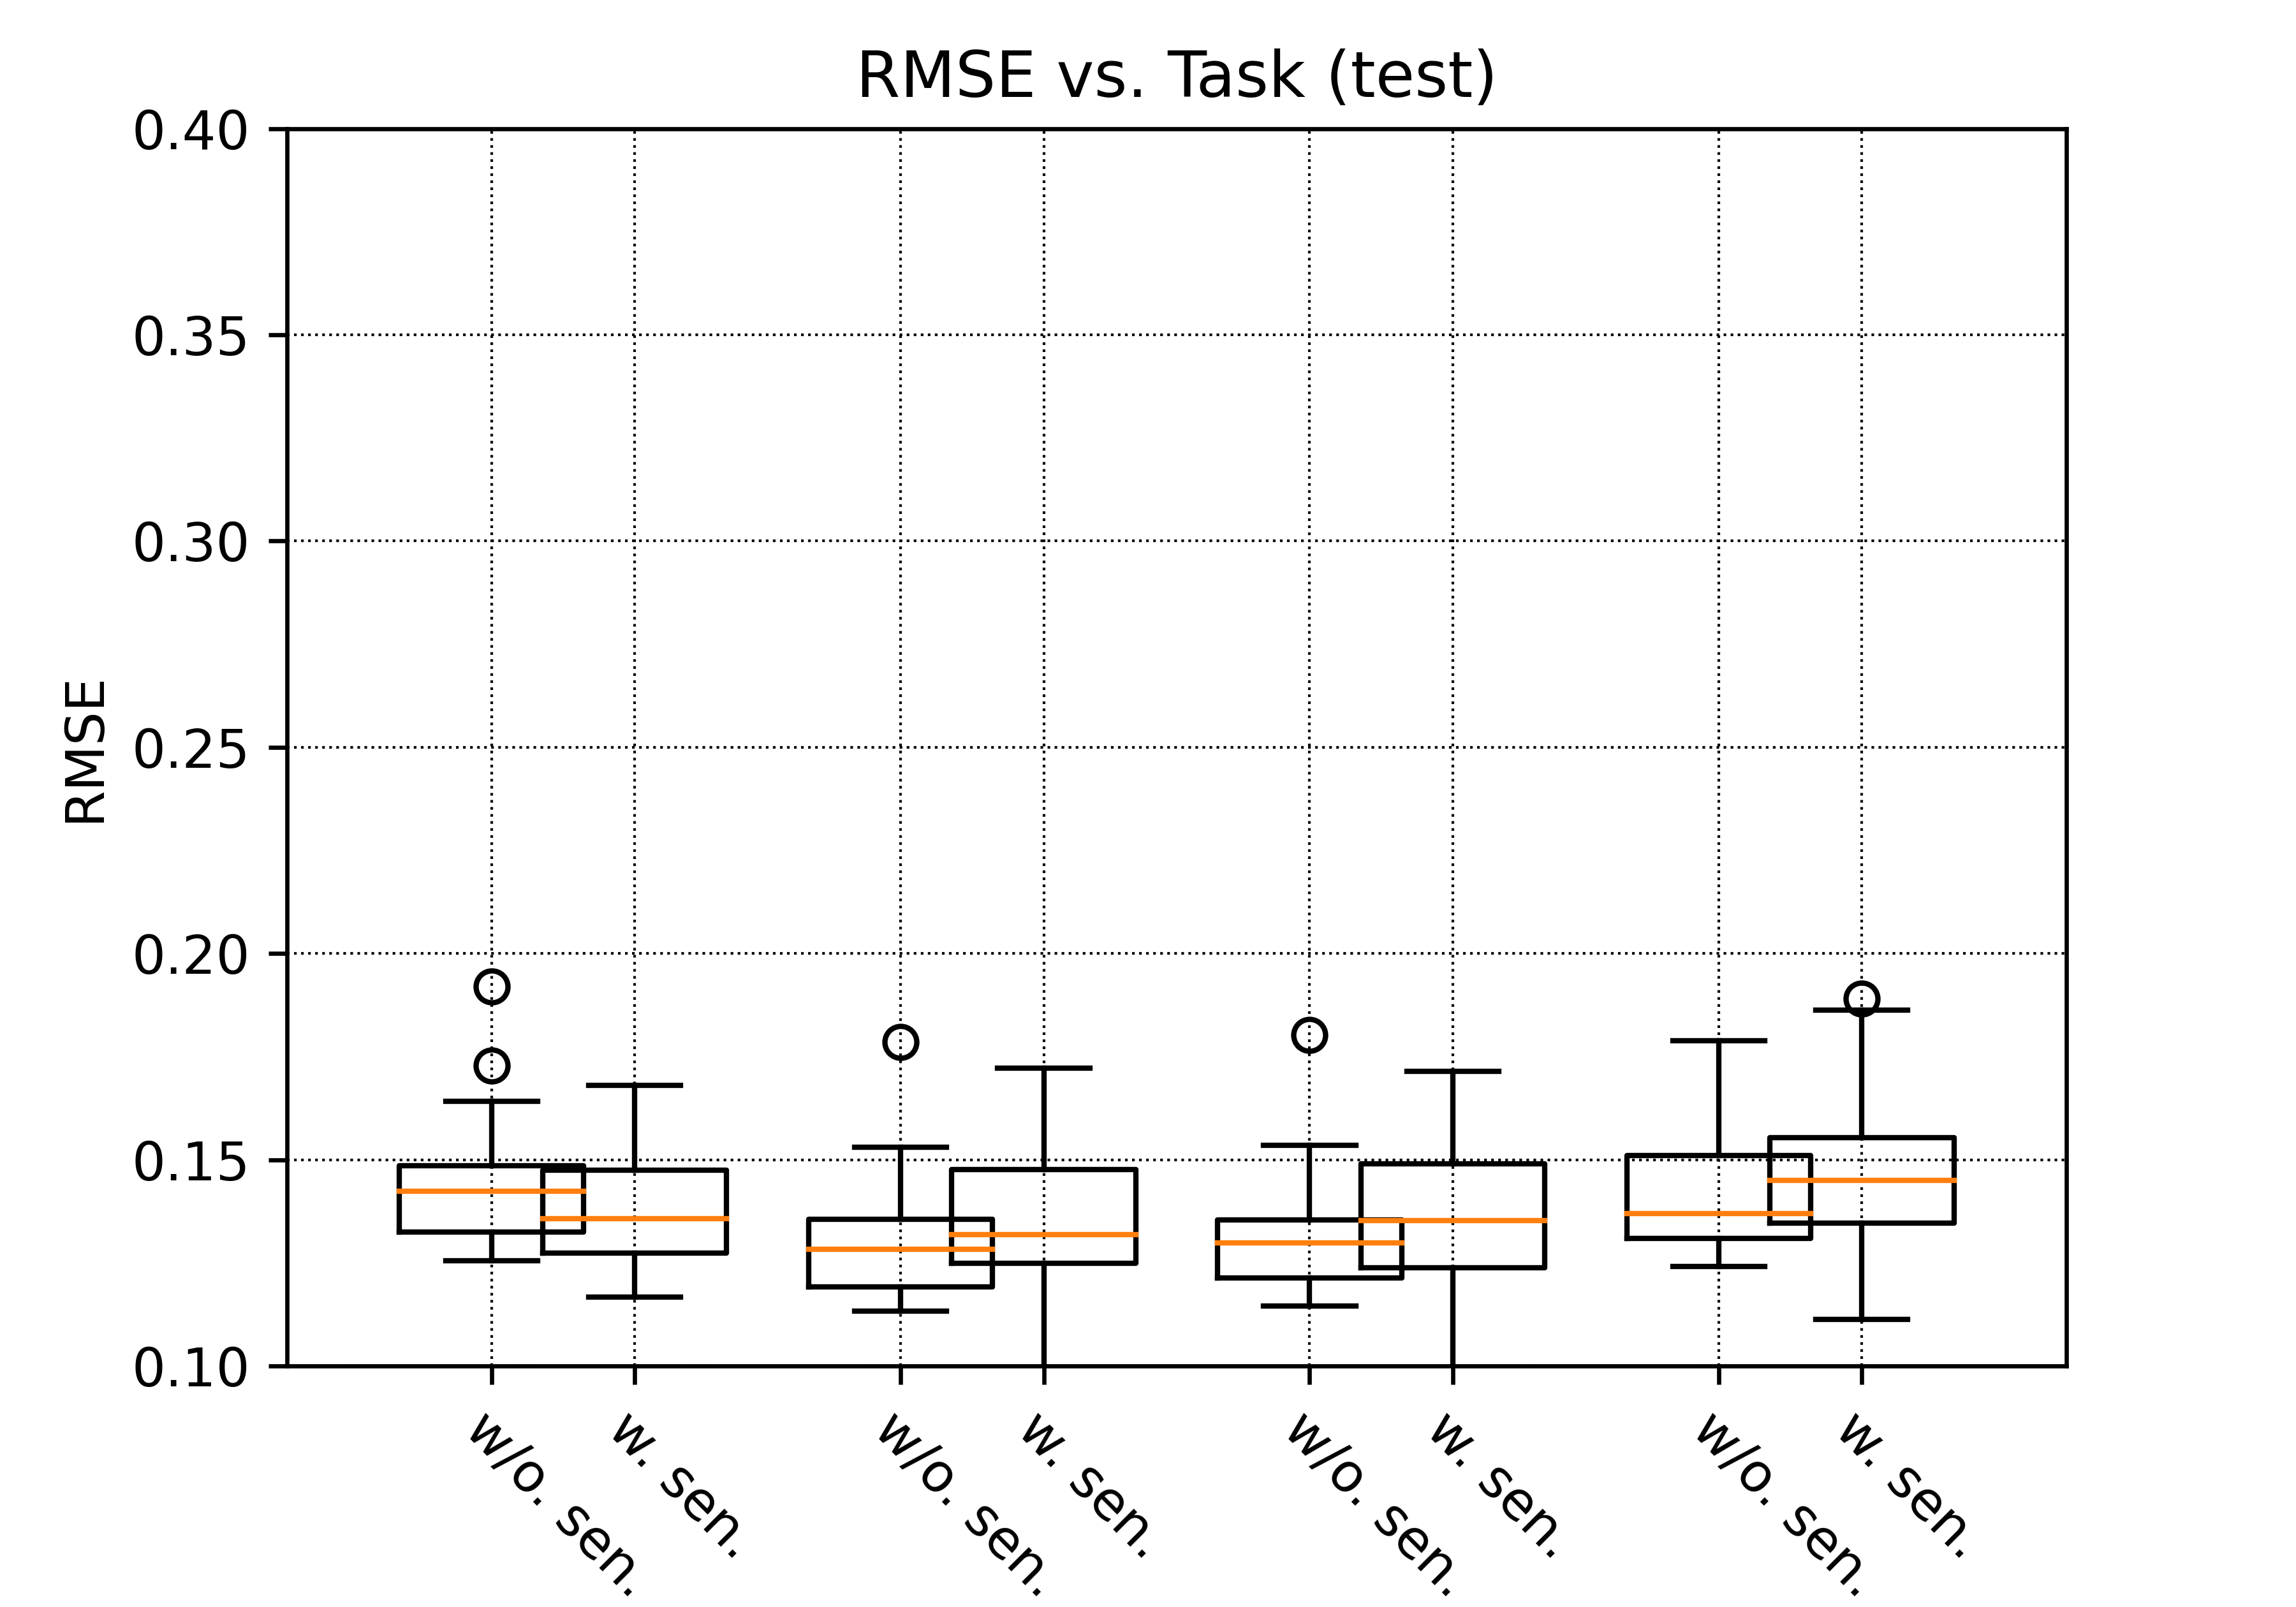 RMSE vs. Task (test)
0.40
0.35
0.30
0.25
0.20
0.15
0.10
RMSE
w/o. sen.
w. sen.
w/o. sen.
w. sen.
w/o. sen.
w. sen.
w/o. sen.
w. sen.